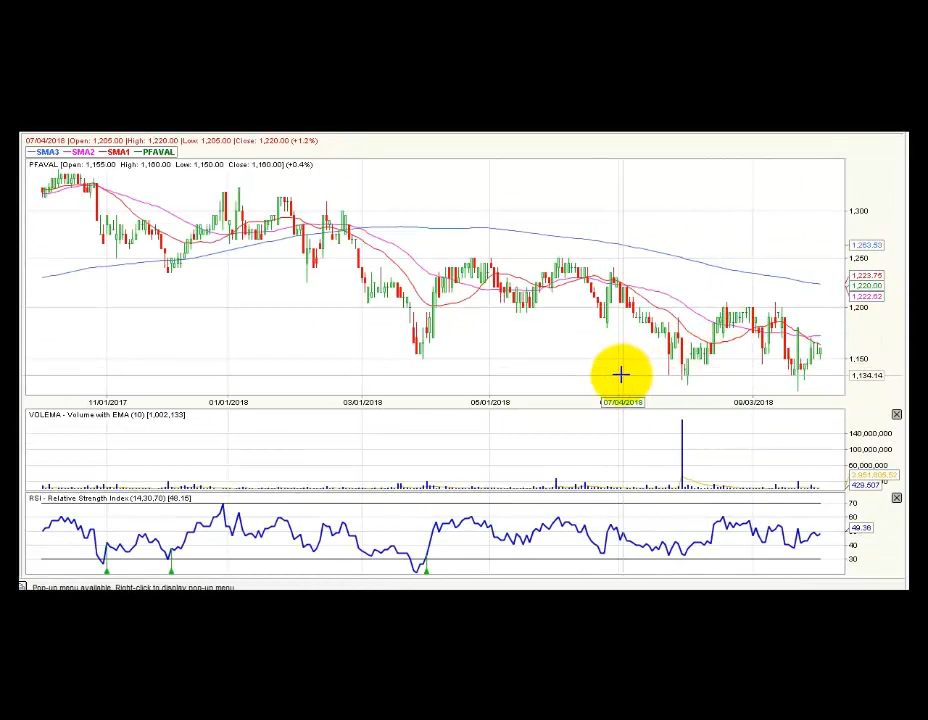 07/04/2018 |Open: 1,205.00 |High: 1,220.00 |Low: 1,205.00 |Close: 1,220.00 (+1.2%)
SMA3 SMA2 SMA1 PFAVAL
PFAVAL [Open: 1,155.00 High: 1,160.00 Low: 1,150.00 Close: 1,160.00] (+0.4%)
1,300
1,263.53
1,250
1,223.75
1,220.00
1,222.62
1,200
1,150
1,134.14
11/01/2017 01/01/2018 03/01/2018 05/01/2018 07/04/2018 09/03/2018
VOLEMA - Volume with EMA (10) [1,002,133]
140,000,000
100,000,000
60,000,000
429,607
RSI - Relative Strength Index (14,30,70) [48.15]
70
60
49.36
40
30
Pop-up menu available. Right-click to display pop-up menu